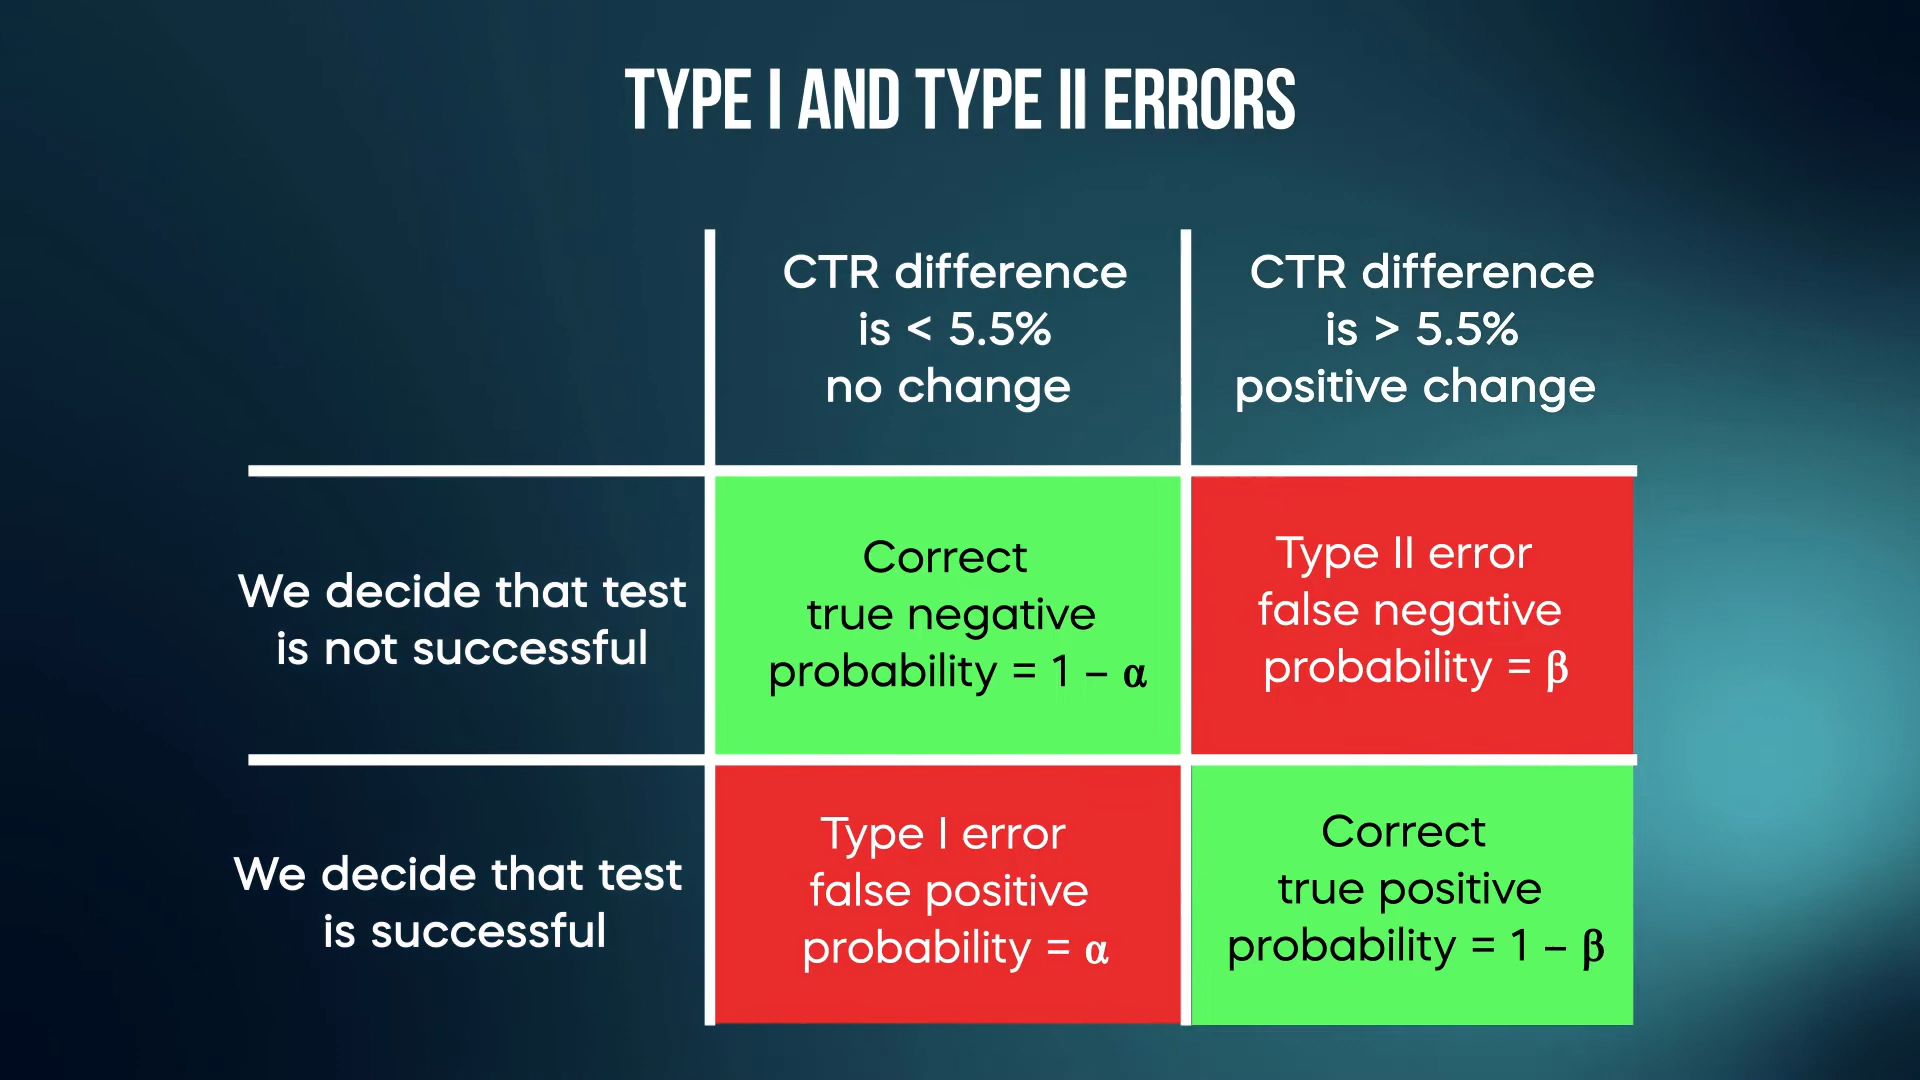 TYPE I AND TYPE II ERRORS
CTR difference
is < 5.5%
no change
CTR difference
is > 5.5%
positive change
We decide that test
is not successful
Correct
true negative
probability = 1 – α
Type II error
false negative
probability = β
We decide that test
is successful
Type I error
false positive
probability = α
Correct
true positive
probability = 1 – β